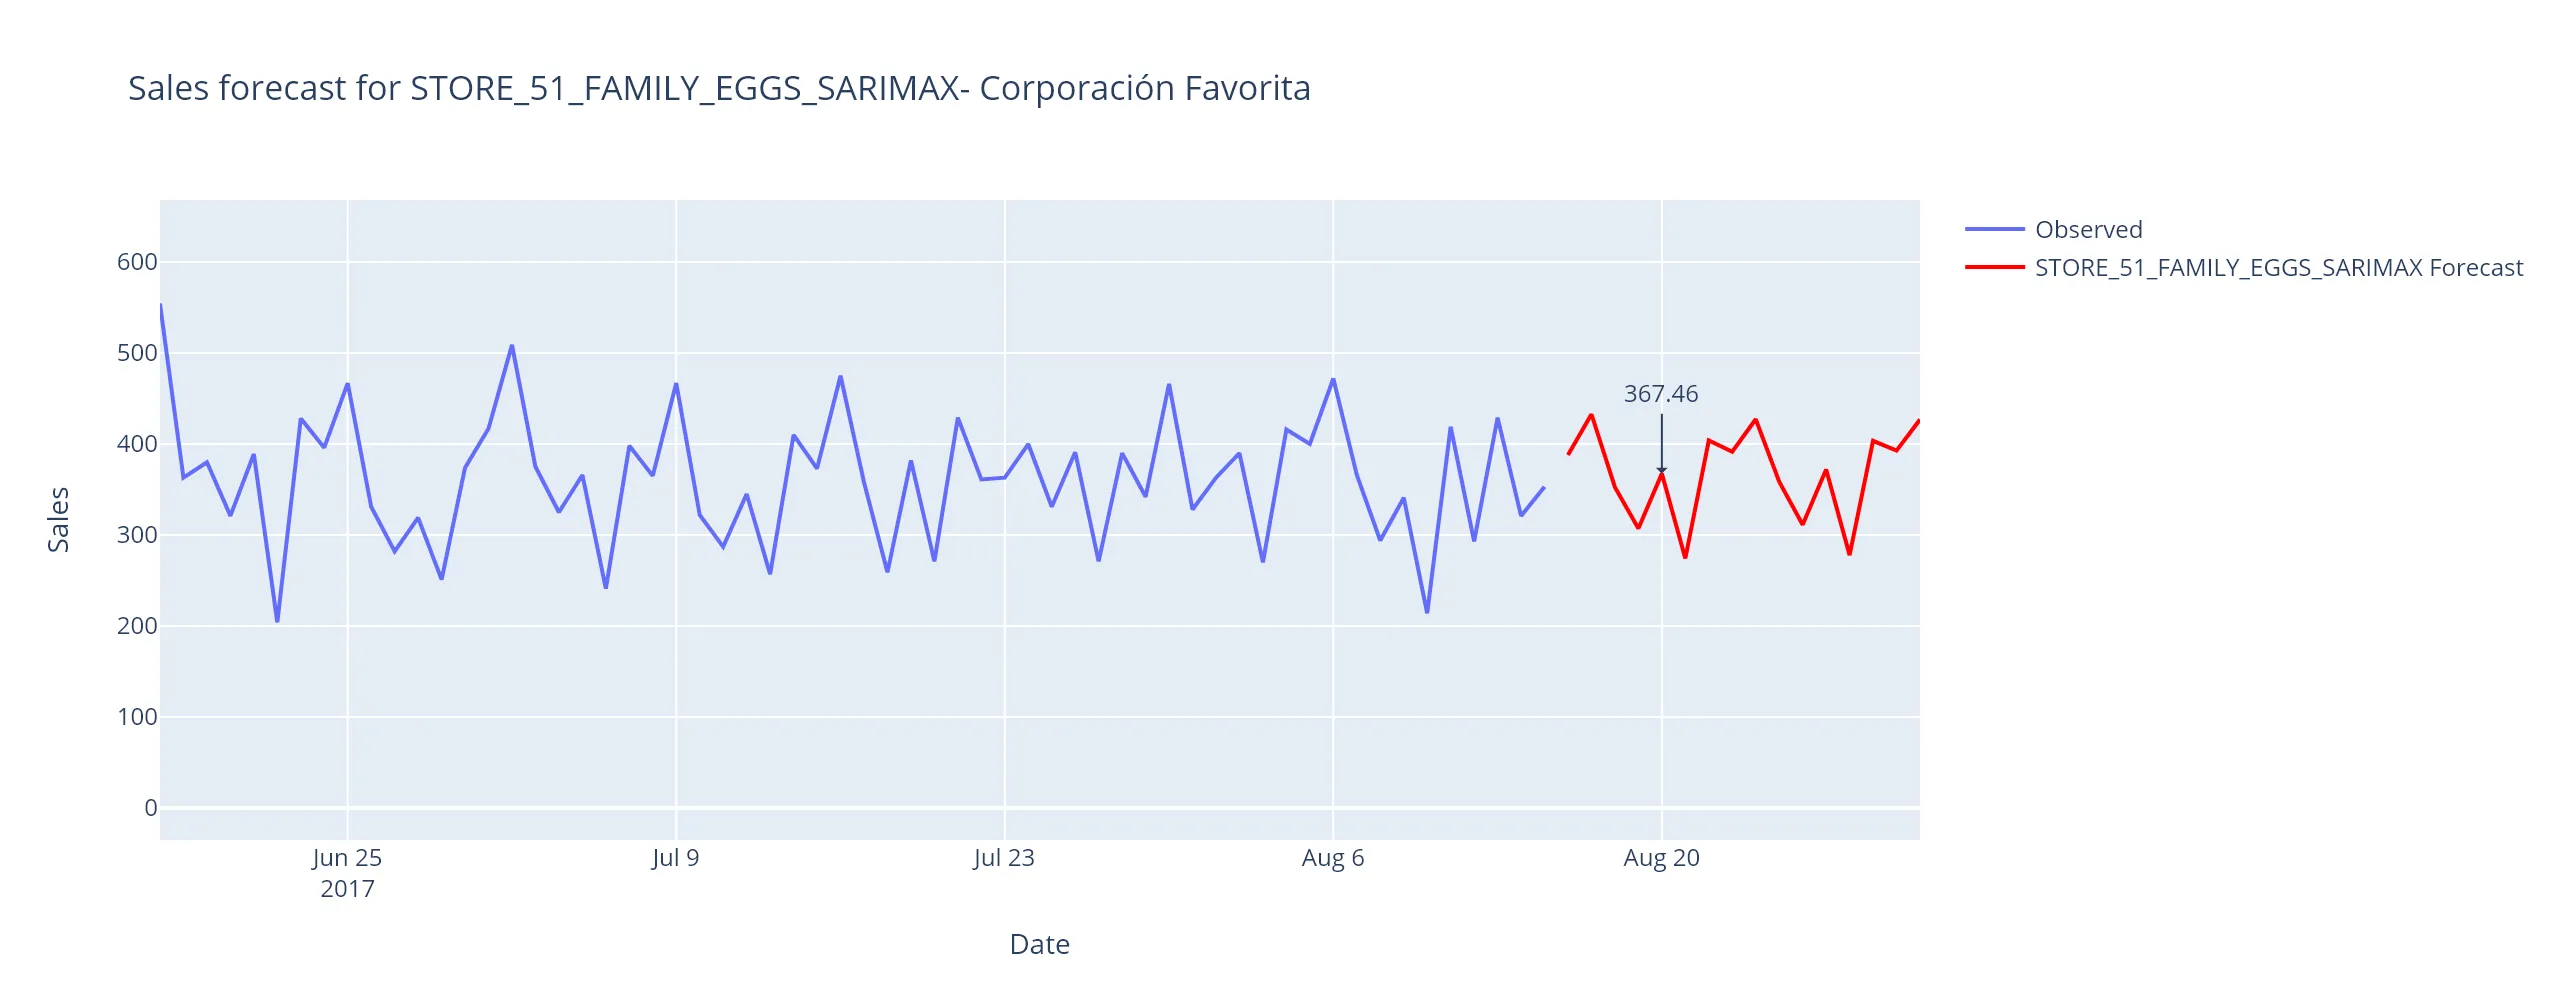 Sales forecast for STORE_51_FAMILY_EGGS_SARIMAX- Corporación Favorita
Observed
STORE_51_FAMILY_EGGS_SARIMAX Forecast
600
500
400
300
200
100
0
Sales
367.46
Jun 25
2017
Jul 9
Jul 23
Aug 6
Aug 20
Date